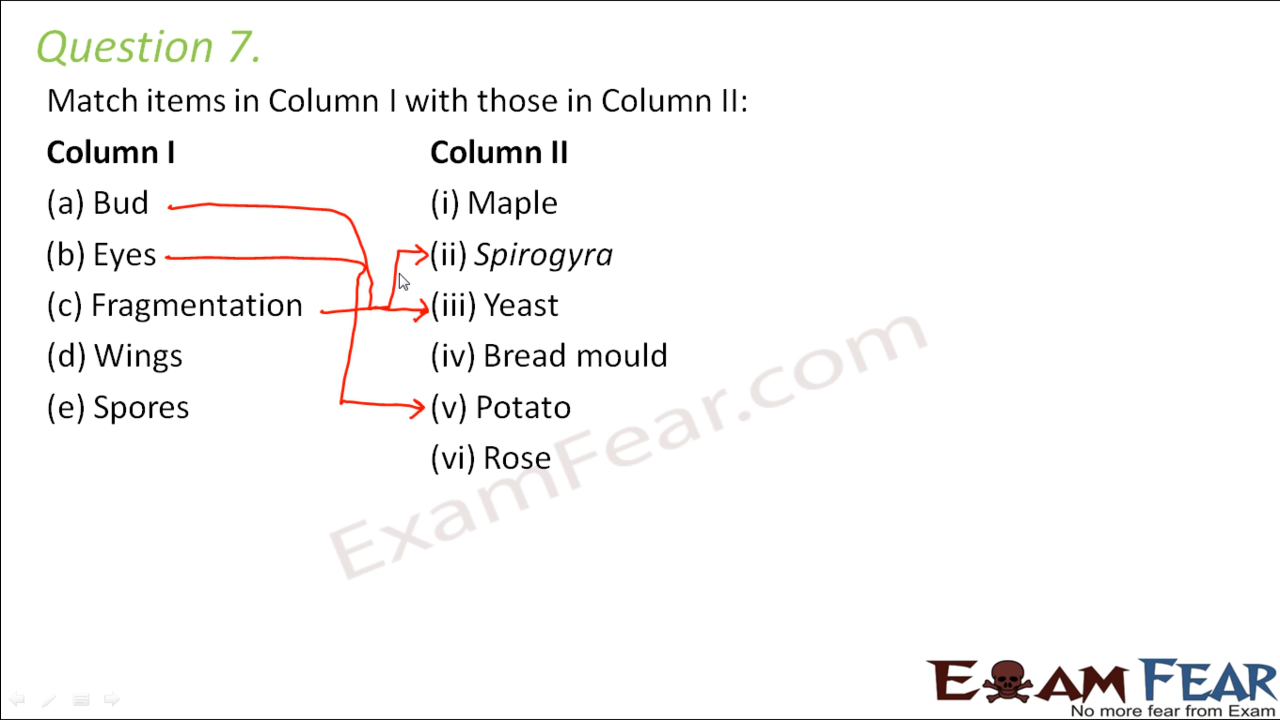 Question 7.
Match items in Column I with those in Column II:
Column I Column II
(a) Bud (i) Maple
(b) Eyes (ii) Spirogyra
(c) Fragmentation (iii) Yeast
(d) Wings (iv) Bread mould
(e) Spores (v) Potato
(vi) Rose
ExamFear.com
EXAM FEAR
No more fear from Exam